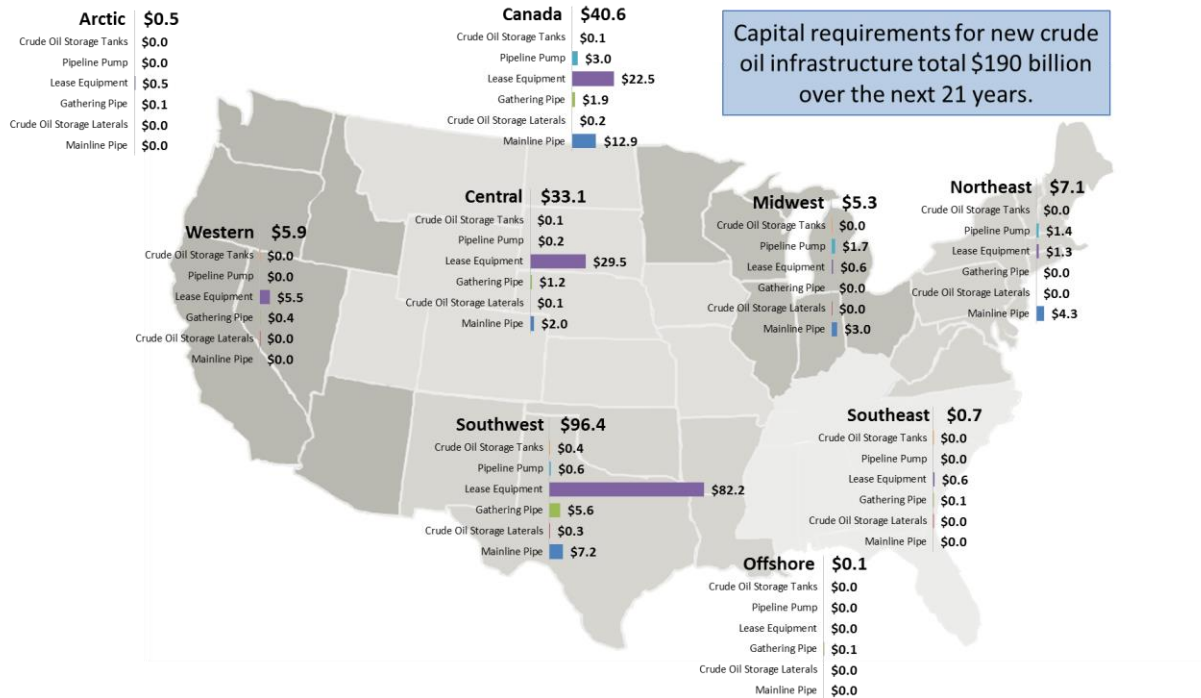 Arctic $0.5
Crude Oil Storage Tanks $0.0
Pipeline Pump $0.0
Lease Equipment $0.5
Gathering Pipe $0.1
Crude Oil Storage Laterals $0.0
Mainline Pipe $0.0
Canada $40.6
Crude Oil Storage Tanks $0.1
Pipeline Pump $3.0
Lease Equipment $22.5
Gathering Pipe $1.9
Crude Oil Storage Laterals $0.2
Mainline Pipe $12.9
Capital requirements for new crude
oil infrastructure total $190 billion
over the next 21 years.
Western $5.9
Crude Oil Storage Tanks $0.0
Pipeline Pump $0.0
Lease Equipment $5.5
Gathering Pipe $0.4
Crude Oil Storage Laterals $0.0
Mainline Pipe $0.0
Central $33.1
Crude Oil Storage Tanks $0.1
Pipeline Pump $0.2
Lease Equipment $29.5
Gathering Pipe $1.2
Crude Oil Storage Laterals $0.1
Mainline Pipe $2.0
Midwest $5.3
Crude Oil Storage Tanks $0.0
Pipeline Pump $1.7
Lease Equipment $0.6
Gathering Pipe $0.0
Crude Oil Storage Laterals $0.0
Mainline Pipe $3.0
Northeast $7.1
Crude Oil Storage Tanks $0.0
Pipeline Pump $1.4
Lease Equipment $1.3
Gathering Pipe $0.0
Crude Oil Storage Laterals $0.0
Mainline Pipe $4.3
Southwest $96.4
Crude Oil Storage Tanks $0.4
Pipeline Pump $0.6
Lease Equipment $82.2
Gathering Pipe $5.6
Crude Oil Storage Laterals $0.3
Mainline Pipe $7.2
Southeast $0.7
Crude Oil Storage Tanks $0.0
Pipeline Pump $0.0
Lease Equipment $0.6
Gathering Pipe $0.1
Crude Oil Storage Laterals $0.0
Mainline Pipe $0.0
Offshore $0.1
Crude Oil Storage Tanks $0.0
Pipeline Pump $0.0
Lease Equipment $0.0
Gathering Pipe $0.1
Crude Oil Storage Laterals $0.0
Mainline Pipe $0.0